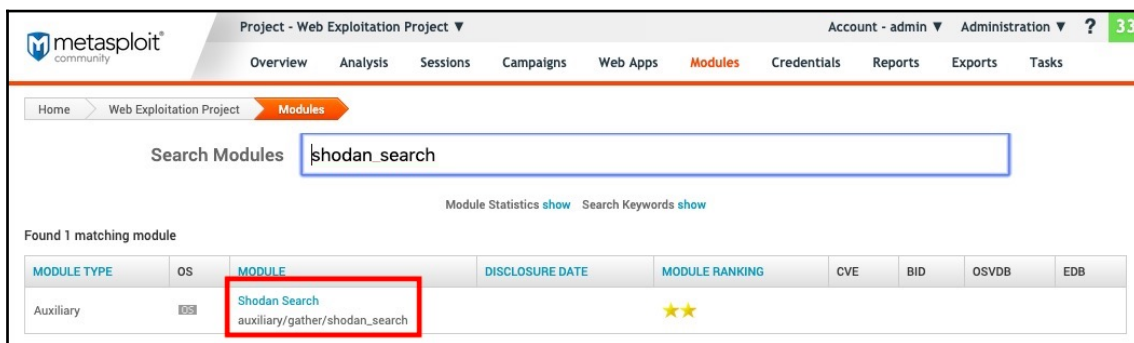 metasploit®
community
Project - Web Exploitation Project ▼
Account - admin ▼ Administration ▼ ? 33
Overview Analysis Sessions Campaigns Web Apps Modules Credentials Reports Exports Tasks
Home Web Exploitation Project Modules
Search Modules shodan_search
Module Statistics show Search Keywords show
Found 1 matching module
MODULE TYPE OS MODULE DISCLOSURE DATE MODULE RANKING CVE BID OSVDB EDB
Auxiliary OS Shodan Search
auxiliary/gather/shodan_search